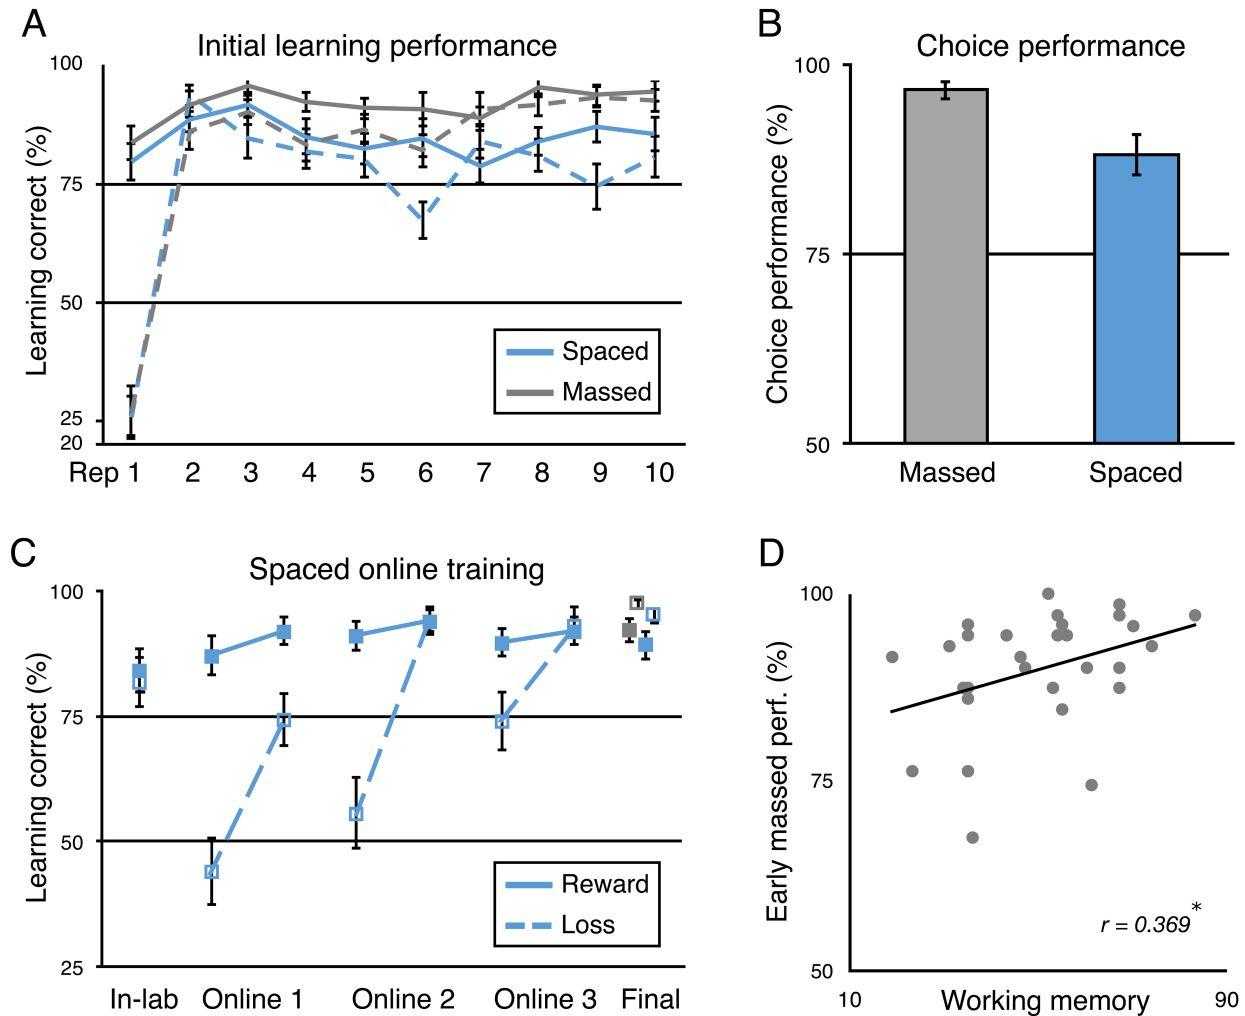 A
Initial learning performance
Learning correct (%)
100
75
50
25
20
Rep 1 2 3 4 5 6 7 8 9 10
Spaced
Massed
B
Choice performance
Choice performance (%)
100
75
50
Massed Spaced
C
Spaced online training
Learning correct (%)
100
75
50
25
In-lab Online 1 Online 2 Online 3 Final
Reward
Loss
D
Early massed perf. (%)
100
75
50
r = 0.369*
10 Working memory 90